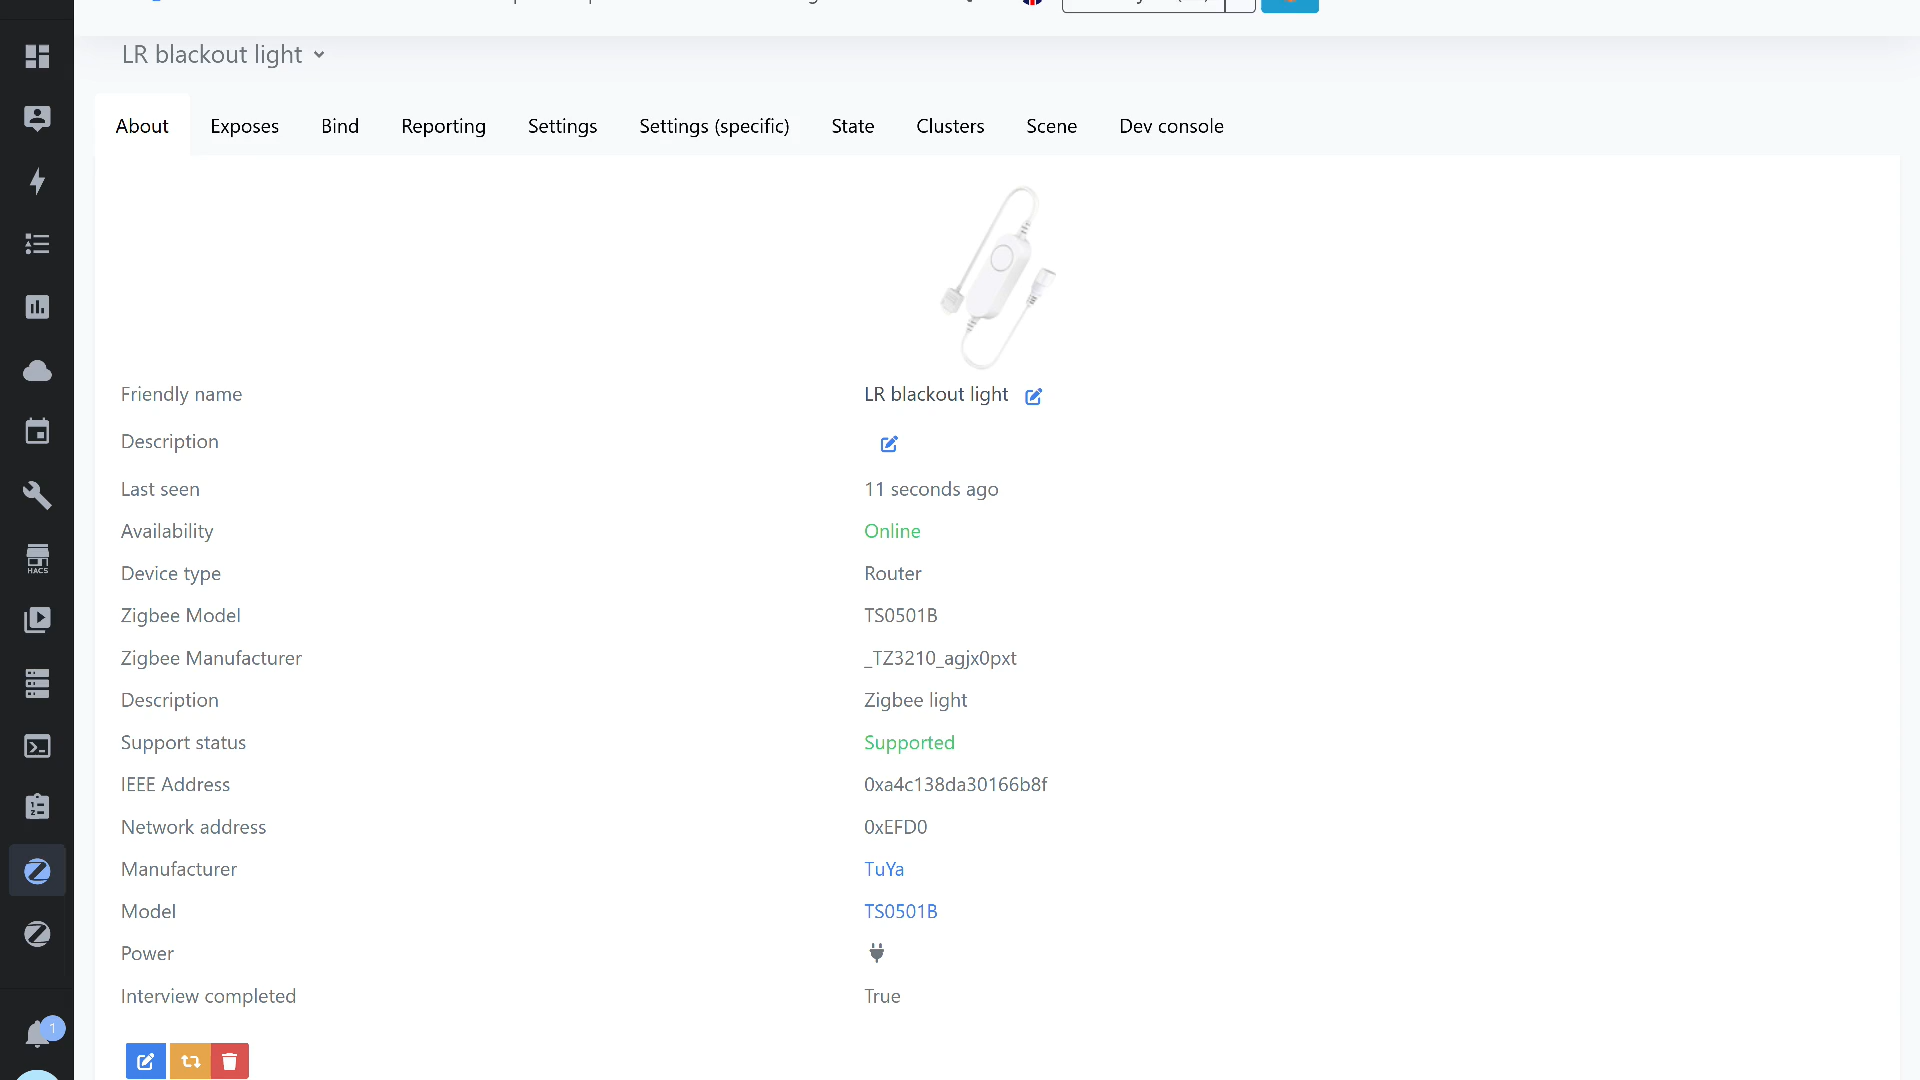 LR blackout light
About Exposes Bind Reporting Settings Settings (specific) State Clusters Scene Dev console
Friendly name LR blackout light
Description
Last seen 11 seconds ago
Availability Online
Device type Router
Zigbee Model TS0501B
Zigbee Manufacturer _TZ3210_agjx0pxt
Description Zigbee light
Support status Supported
IEEE Address 0xa4c138da30166b8f
Network address 0xEFD0
Manufacturer TuYa
Model TS0501B
Power
Interview completed True
HACS
1